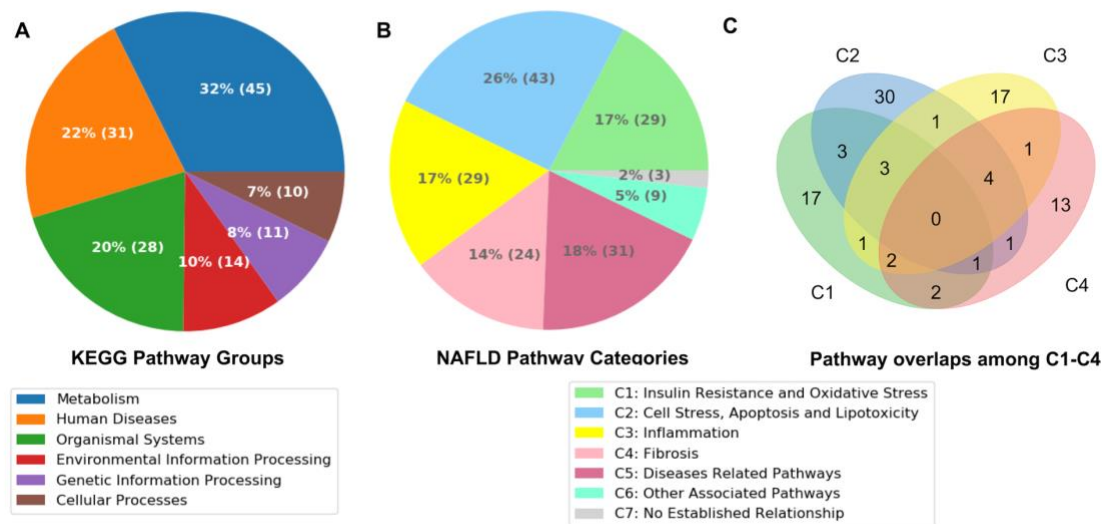 A
32% (45)
22% (31)
20% (28)
10% (14)
8% (11)
7% (10)
KEGG Pathway Groups
Metabolism
Human Diseases
Organismal Systems
Environmental Information Processing
Genetic Information Processing
Cellular Processes
B
26% (43)
17% (29)
17% (29)
2% (3)
5% (9)
14% (24)
18% (31)
NAFLD Pathway Categories
C1: Insulin Resistance and Oxidative Stress
C2: Cell Stress, Apoptosis and Lipotoxicity
C3: Inflammation
C4: Fibrosis
C5: Diseases Related Pathways
C6: Other Associated Pathways
C7: No Established Relationship
C
C2
C3
30
17
1
3
1
3
4
17
0
13
1
2
1
1
2
C1
C4
Pathway overlaps among C1-C4